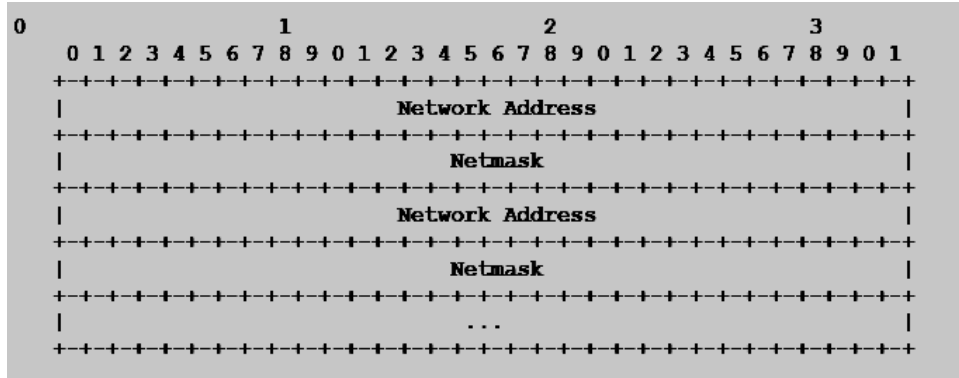 0                   1                   2                   3
    0 1 2 3 4 5 6 7 8 9 0 1 2 3 4 5 6 7 8 9 0 1 2 3 4 5 6 7 8 9 0 1
   +-+-+-+-+-+-+-+-+-+-+-+-+-+-+-+-+-+-+-+-+-+-+-+-+-+-+-+-+-+-+-+-+
   |                         Network Address                       |
   +-+-+-+-+-+-+-+-+-+-+-+-+-+-+-+-+-+-+-+-+-+-+-+-+-+-+-+-+-+-+-+-+
   |                             Netmask                           |
   +-+-+-+-+-+-+-+-+-+-+-+-+-+-+-+-+-+-+-+-+-+-+-+-+-+-+-+-+-+-+-+-+
   |                         Network Address                       |
   +-+-+-+-+-+-+-+-+-+-+-+-+-+-+-+-+-+-+-+-+-+-+-+-+-+-+-+-+-+-+-+-+
   |                             Netmask                           |
   +-+-+-+-+-+-+-+-+-+-+-+-+-+-+-+-+-+-+-+-+-+-+-+-+-+-+-+-+-+-+-+-+
   |                              ...                              |
   +-+-+-+-+-+-+-+-+-+-+-+-+-+-+-+-+-+-+-+-+-+-+-+-+-+-+-+-+-+-+-+-+